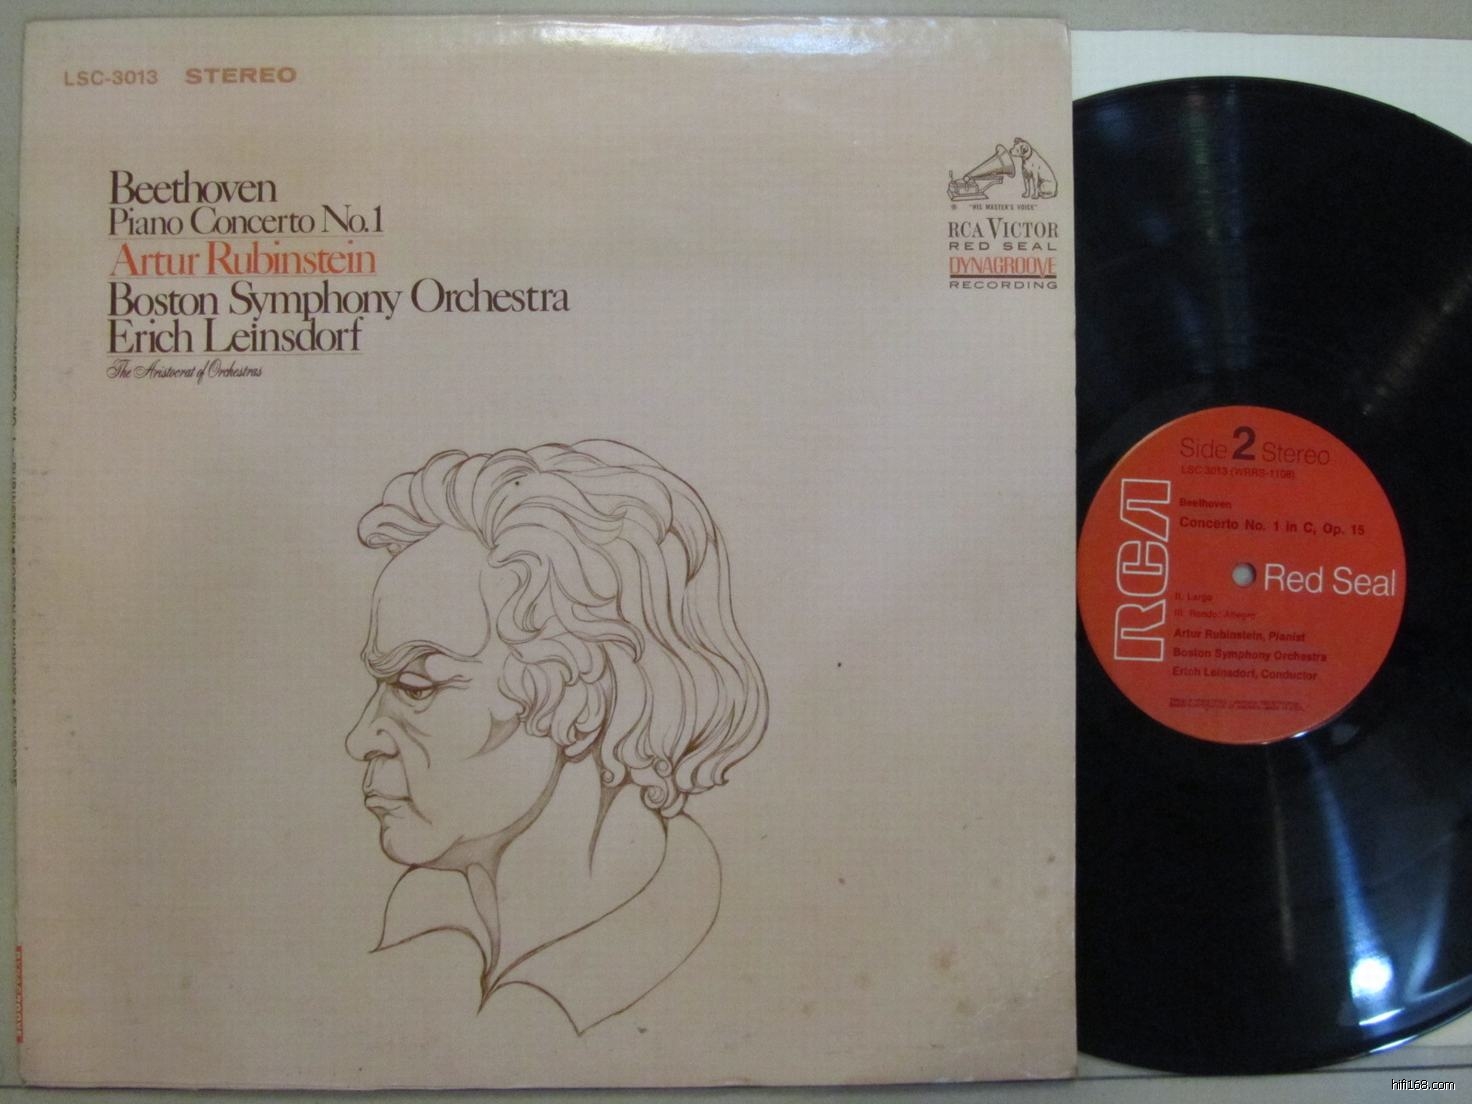 LSC-3013 STEREO
Beethoven
Piano Concerto No.1
Artur Rubinstein
Boston Symphony Orchestra
Erich Leinsdorf
The Aristocrat of Orchestras
® "HIS MASTER'S VOICE"
RCA VICTOR
RED SEAL
DYNAGROOVE
RECORDING
Side 2 Stereo
LSC 3013 (WRRS-1108)
Beethoven
Concerto No. 1 in C, Op. 15
RCA
Red Seal
II. Largo
III. Rondo: Allegro
Artur Rubinstein, Pianist
Boston Symphony Orchestra
Erich Leinsdorf, Conductor
hifi168.com